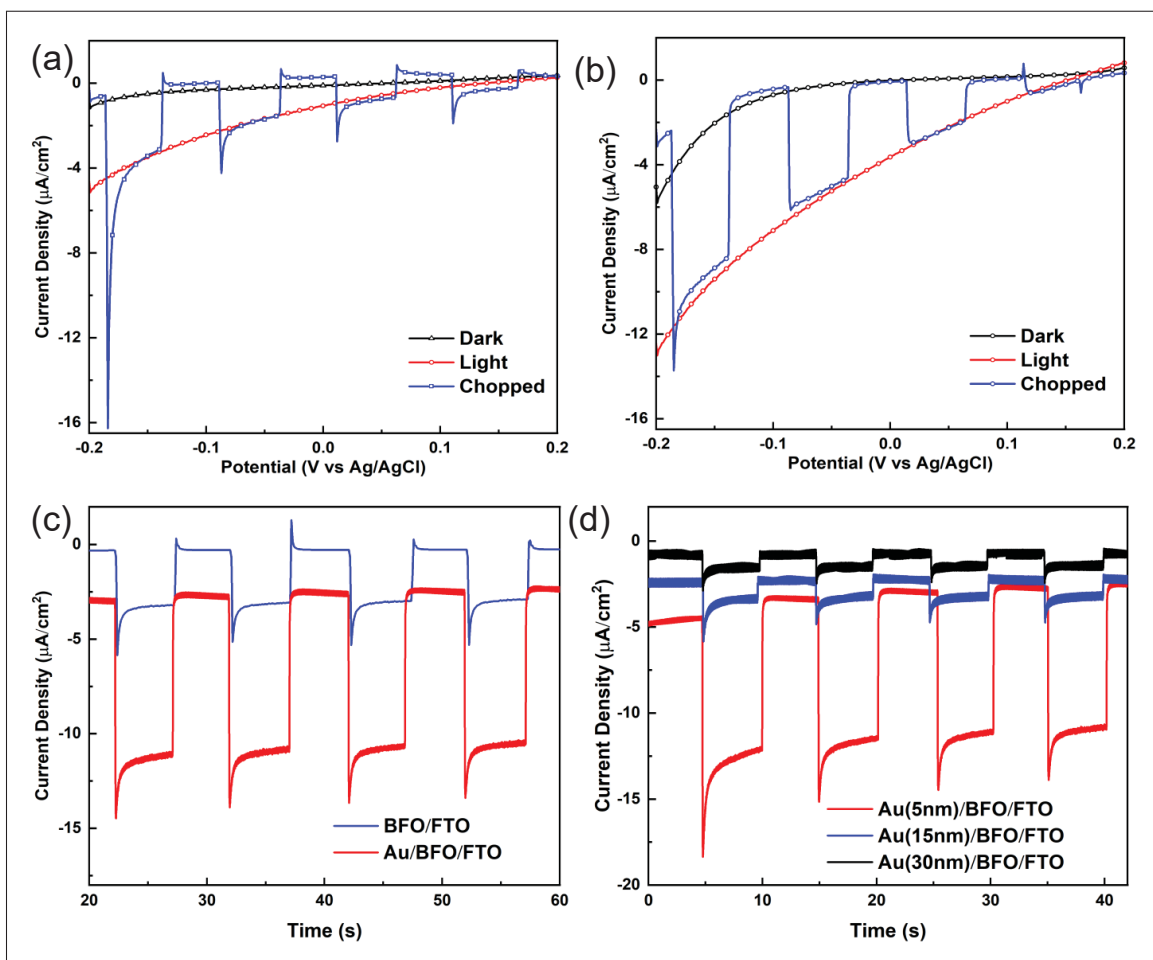 (a)
0
-4
-8
-12
-16
Current Density (μA/cm²)
Dark
Light
Chopped
-0.2
-0.1
0.0
0.1
0.2
Potential (V vs Ag/AgCl)
(b)
0
-4
-8
-12
-16
Current Density (μA/cm²)
Dark
Light
Chopped
-0.2
-0.1
0.0
0.1
0.2
Potential (V vs Ag/AgCl)
(c)
0
-5
-10
-15
Current Density (μA/cm²)
BFO/FTO
Au/BFO/FTO
20
30
40
50
60
Time (s)
(d)
0
-5
-10
-15
-20
Current Density (μA/cm²)
Au(5nm)/BFO/FTO
Au(15nm)/BFO/FTO
Au(30nm)/BFO/FTO
0
10
20
30
40
Time (s)